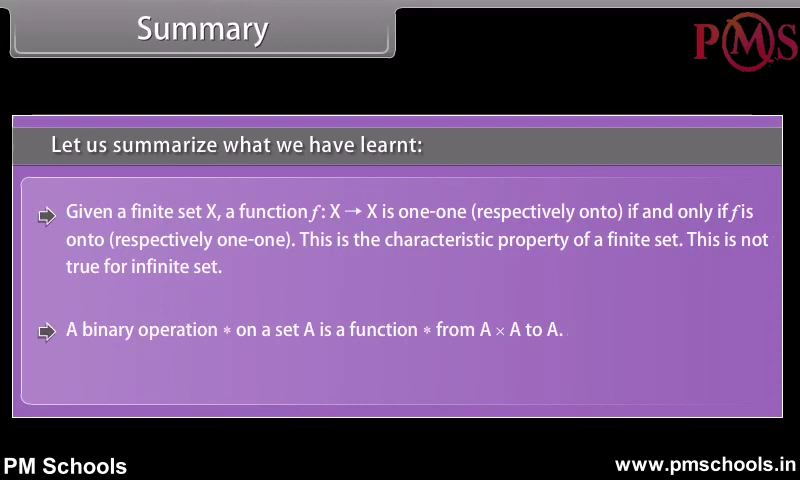 Summary
PMS
Let us summarize what we have learnt:
Given a finite set X, a function f : X → X is one-one (respectively onto) if and only if f is
onto (respectively one-one). This is the characteristic property of a finite set. This is not
true for infinite set.
A binary operation * on a set A is a function * from A × A to A.
PM Schools
www.pmschools.in